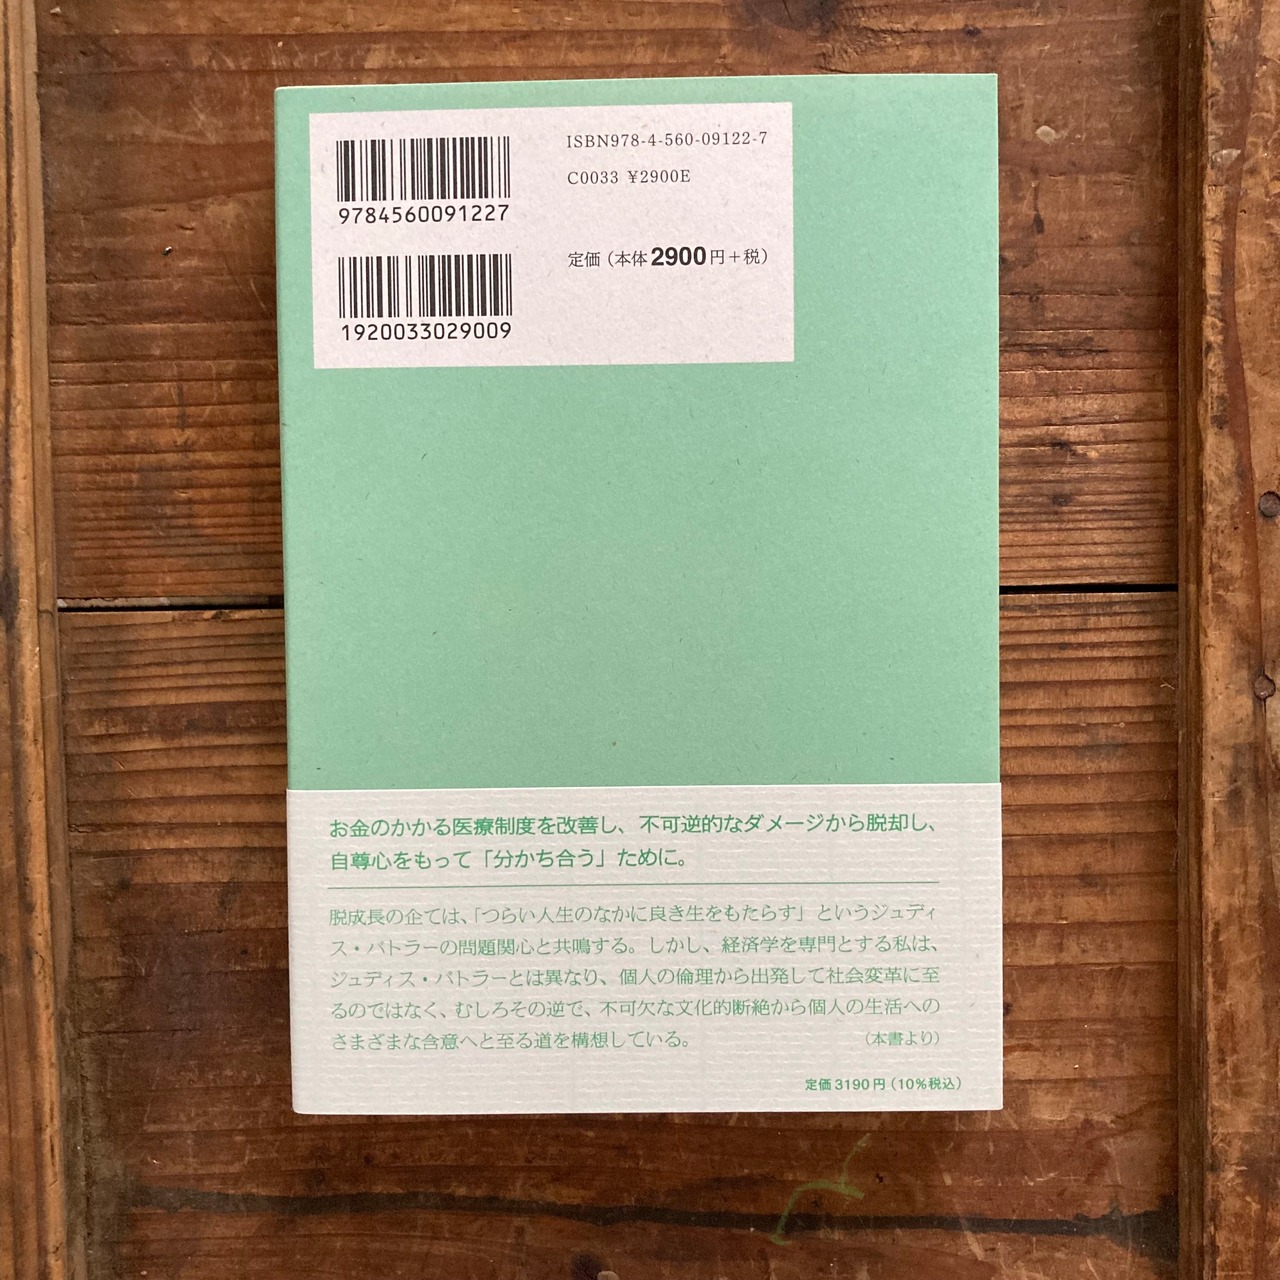 ISBN978-4-560-09122-7
C0033 ¥2900E
9784560091227
定価（本体2900円＋税）
1920033029009
お金のかかる医療制度を改善し、不可逆的なダメージから脱却し、
自尊心をもって「分かち合う」ために。
脱成長の企ては、「つらい人生のなかに良き生をもたらす」というジュディ
ス・バトラーの問題関心と共鳴する。しかし、経済学を専門とする私は、
ジュディス・バトラーとは異なり、個人の倫理から出発して社会変革に至
るのではなく、むしろその逆で、不可欠な文化的断絶から個人の生活への
さまざまな含意へと至る道を構想している。　（本書より）
定価3190円（10%税込）